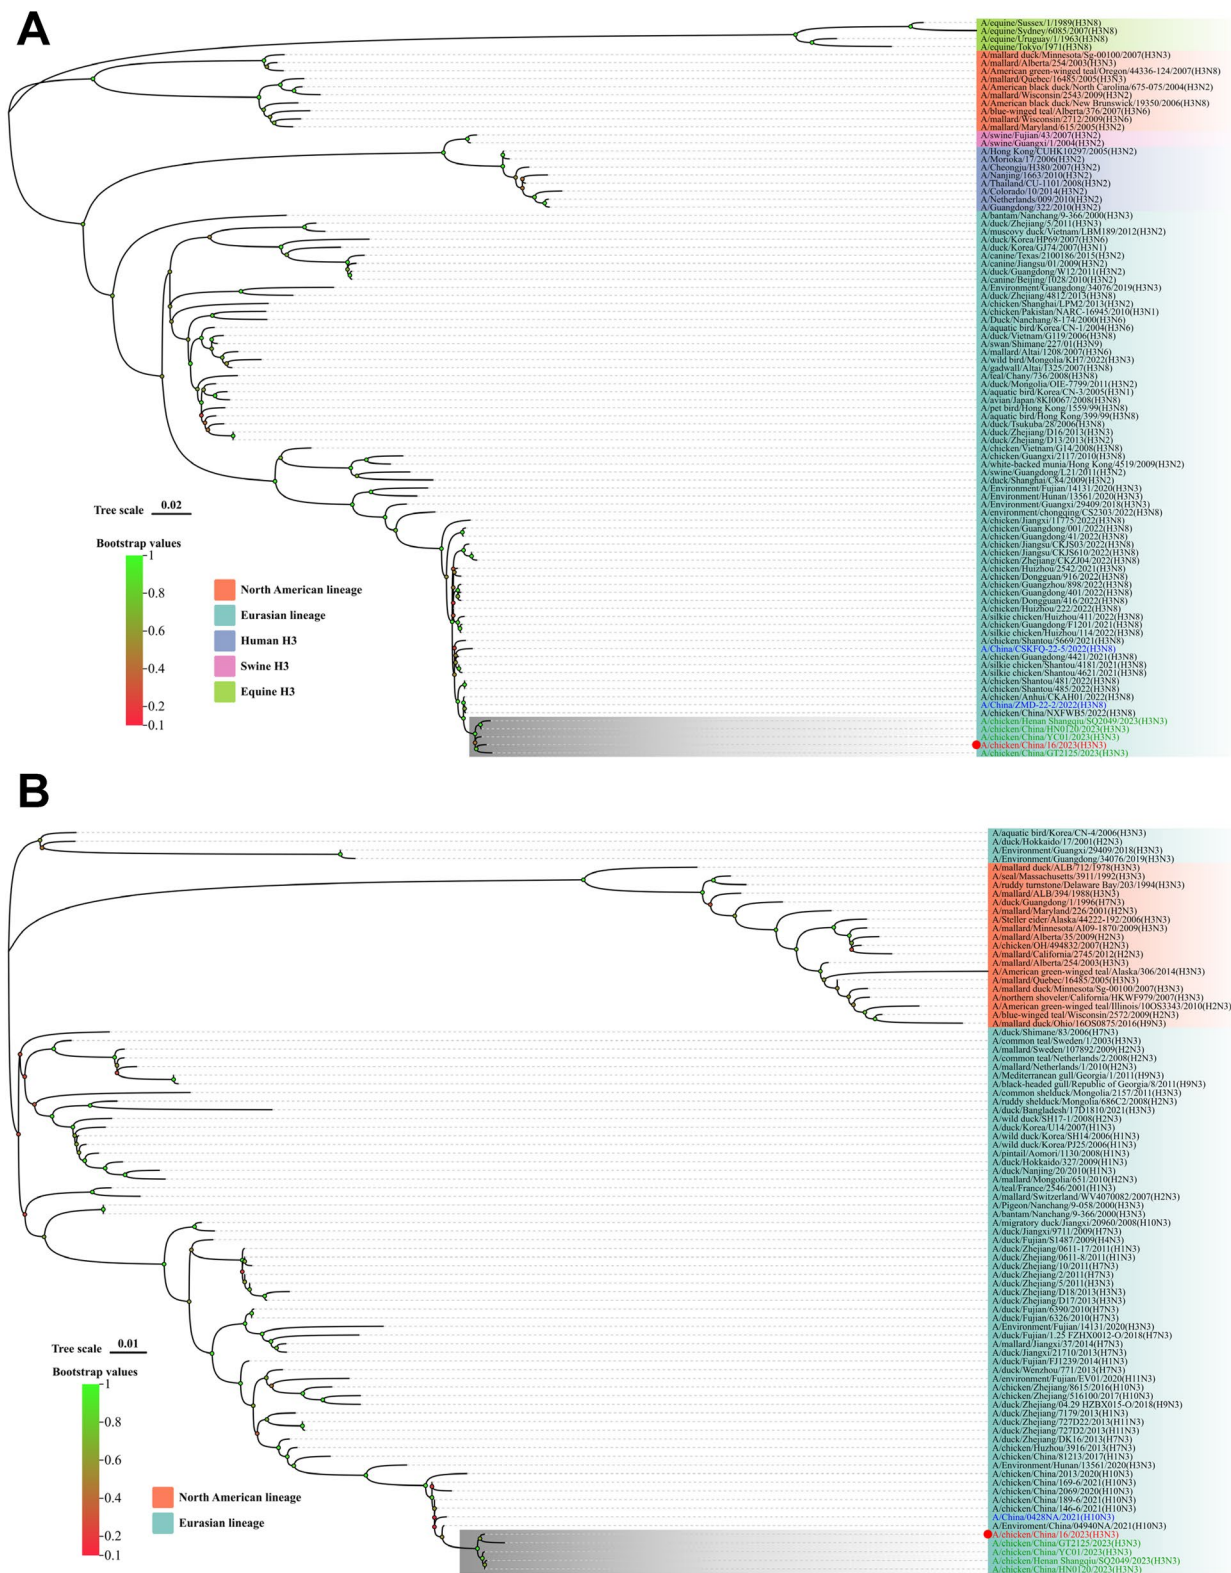 A
A/equine/Sussex/1/1989(H3N8)
A/equine/Sydney/6085/2007(H3N8)
A/equine/Uruguay/1/1963(H3N8)
A/equine/Tokyo/1971(H3N8)
A/mallard duck/Minnesota/Sg-00100/2007(H3N3)
A/mallard/Alberta/254/2003(H3N3)
A/American green-winged teal/Oregon/44336-124/2007(H3N8)
A/mallard/Quebec/16485/2005(H3N3)
A/American black duck/North Carolina/675-075/2004(H3N2)
A/mallard/Wisconsin/2543/2009(H3N2)
A/American black duck/New Brunswick/19350/2006(H3N8)
A/blue-winged teal/Alberta/376/2007(H3N6)
A/mallard/Wisconsin/2712/2009(H3N6)
A/mallard/Maryland/615/2005(H3N2)
A/swine/Fujian/43/2007(H3N2)
A/swine/Guangxi/1/2004(H3N2)
A/Hong Kong/CUHK10297/2005(H3N2)
A/Morioka/17/2006(H3N2)
A/Cheongju/H380/2007(H3N2)
A/Nanjing/1663/2010(H3N2)
A/Thailand/CU-1101/2008(H3N2)
A/Colorado/10/2014(H3N2)
A/Netherlands/009/2010(H3N2)
A/Guangdong/322/2010(H3N2)
A/bantam/Nanchang/9-366/2000(H3N3)
A/duck/Zhejiang/5/2011(H3N3)
A/muscovy duck/Vietnam/LBM189/2012(H3N2)
A/duck/Korea/HP69/2007(H3N6)
A/duck/Korea/GJ74/2007(H3N1)
A/canine/Texas/2100186/2015(H3N2)
A/canine/Jiangsu/01/2009(H3N2)
A/duck/Guangdong/W12/2011(H3N2)
A/canine/Beijing/1028/2010(H3N2)
A/Environment/Guangdong/34076/2019(H3N3)
A/duck/Zhejiang/4812/2013(H3N8)
A/chicken/Shanghai/LPM2/2013(H3N2)
A/chicken/Pakistan/NARC-16945/2010(H3N1)
A/Duck/Nanchang/8-174/2000(H3N6)
A/aquatic bird/Korea/CN-1/2004(H3N6)
A/duck/Vietnam/G119/2006(H3N8)
A/swan/Shimane/227/01(H3N9)
A/mallard/Altai/1208/2007(H3N6)
A/wild bird/Mongolia/KH7/2022(H3N3)
A/gadwall/Altai/1325/2007(H3N8)
A/teal/Chany/736/2008(H3N8)
A/duck/Mongolia/OIE-7799/2011(H3N2)
A/aquatic bird/Korea/CN-3/2005(H3N1)
A/avian/Japan/8KI0067/2008(H3N8)
A/pet bird/Hong Kong/1559/99(H3N8)
A/aquatic bird/Hong Kong/399/99(H3N8)
A/duck/Tsukuba/28/2006(H3N8)
A/duck/Zhejiang/D16/2013(H3N3)
A/duck/Zhejiang/D13/2013(H3N2)
A/chicken/Vietnam/G14/2008(H3N8)
A/chicken/Guangxi/2117/2010(H3N8)
A/white-backed munia/Hong Kong/4519/2009(H3N2)
A/swine/Guangdong/L21/2011(H3N2)
A/duck/Shanghai/C84/2009(H3N2)
A/Environment/Fujian/14131/2020(H3N3)
A/Environment/Hunan/13561/2020(H3N3)
A/Environment/Guangxi/29409/2018(H3N3)
A/environment/chongqing/CS2303/2022(H3N8)
A/chicken/Jiangxi/11775/2022(H3N8)
A/chicken/Guangdong/001/2022(H3N8)
A/chicken/Guangdong/41/2022(H3N8)
A/chicken/Jiangsu/CKJS03/2022(H3N8)
A/chicken/Jiangsu/CKJS610/2022(H3N8)
A/chicken/Zhejiang/CKZJ04/2022(H3N8)
A/chicken/Huizhou/2542/2021(H3N8)
A/chicken/Dongguan/916/2022(H3N8)
A/chicken/Guangzhou/898/2022(H3N8)
A/chicken/Guangdong/401/2022(H3N8)
A/chicken/Dongguan/416/2022(H3N8)
A/chicken/Huizhou/222/2022(H3N8)
A/silkie chicken/Huizhou/411/2022(H3N8)
A/chicken/Guangdong/F1201/2021(H3N8)
A/silkie chicken/Huizhou/114/2022(H3N8)
A/chicken/Shantou/5669/2021(H3N8)
A/China/CSKFQ-22-5/2022(H3N8)
A/chicken/Guangdong/4421/2021(H3N8)
A/silkie chicken/Shantou/4181/2021(H3N8)
A/silkie chicken/Shantou/4621/2021(H3N8)
A/chicken/Shantou/481/2022(H3N8)
A/chicken/Shantou/485/2022(H3N8)
A/chicken/Anhui/CKAH01/2022(H3N8)
A/China/ZMD-22-2/2022(H3N8)
A/chicken/China/NXFWB5/2022(H3N8)
A/chicken/Henan Shangqiu/SQ2049/2023(H3N3)
A/chicken/China/HN0120/2023(H3N3)
A/chicken/China/YC01/2023(H3N3)
A/chicken/China/16/2023(H3N3)
A/chicken/China/GT2125/2023(H3N3)
Tree scale 0.02
Bootstrap values
1
0.8
0.6
0.4
0.2
0.1
North American lineage
Eurasian lineage
Human H3
Swine H3
Equine H3
B
A/aquatic bird/Korea/CN-4/2006(H3N3)
A/duck/Hokkaido/17/2001(H2N3)
A/Environment/Guangxi/29409/2018(H3N3)
A/Environment/Guangdong/34076/2019(H3N3)
A/mallard duck/ALB/712/1978(H3N3)
A/seal/Massachusetts/3911/1992(H3N3)
A/ruddy turnstone/Delaware Bay/203/1994(H3N3)
A/mallard/ALB/394/1988(H3N3)
A/duck/Guangdong/1/1996(H7N3)
A/mallard/Maryland/226/2001(H2N3)
A/Steller eider/Alaska/44222-192/2006(H3N3)
A/mallard/Minnesota/AI09-1870/2009(H3N3)
A/mallard/Alberta/35/2009(H2N3)
A/chicken/OH/494832/2007(H2N3)
A/mallard/California/2745/2012(H2N3)
A/mallard/Alberta/254/2003(H3N3)
A/American green-winged teal/Alaska/306/2014(H3N3)
A/mallard/Quebec/16485/2005(H3N3)
A/mallard duck/Minnesota/Sg-00100/2007(H3N3)
A/northern shoveler/California/HKWF979/2007(H3N3)
A/American green-winged teal/Illinois/10OS3343/2010(H2N3)
A/blue-winged teal/Wisconsin/2572/2009(H2N3)
A/mallard duck/Ohio/16OS0875/2016(H9N3)
A/duck/Shimane/83/2006(H7N3)
A/common teal/Sweden/1/2003(H3N3)
A/mallard/Sweden/107892/2009(H2N3)
A/common teal/Netherlands/2/2008(H2N3)
A/mallard/Netherlands/1/2010(H2N3)
A/Mediterranean gull/Georgia/1/2011(H9N3)
A/black-headed gull/Republic of Georgia/8/2011(H9N3)
A/common shelduck/Mongolia/2157/2011(H3N3)
A/ruddy shelduck/Mongolia/686C2/2008(H2N3)
A/duck/Bangladesh/17D1810/2021(H3N3)
A/wild duck/SH17-1/2008(H2N3)
A/duck/Korea/U14/2007(H1N3)
A/wild duck/Korea/SH14/2006(H1N3)
A/wild duck/Korea/PJ25/2006(H1N3)
A/pintail/Aomori/1130/2008(H1N3)
A/duck/Hokkaido/327/2009(H1N3)
A/duck/Nanjing/20/2010(H1N3)
A/mallard/Mongolia/651/2010(H2N3)
A/teal/France/2546/2001(H1N3)
A/mallard/Switzerland/WV4070082/2007(H2N3)
A/Pigeon/Nanchang/9-058/2000(H3N3)
A/bantam/Nanchang/9-366/2000(H3N3)
A/migratory duck/Jiangxi/20960/2008(H10N3)
A/duck/Jiangxi/9711/2009(H7N3)
A/duck/Fujian/S1487/2009(H4N3)
A/duck/Zhejiang/0611-17/2011(H1N3)
A/duck/Zhejiang/0611-8/2011(H1N3)
A/duck/Zhejiang/10/2011(H7N3)
A/duck/Zhejiang/2/2011(H7N3)
A/duck/Zhejiang/5/2011(H3N3)
A/duck/Zhejiang/D18/2013(H3N3)
A/duck/Zhejiang/D17/2013(H3N3)
A/duck/Fujian/6390/2010(H7N3)
A/duck/Fujian/6326/2010(H7N3)
A/Environment/Fujian/14131/2020(H3N3)
A/duck/Fujian/1.25 FZHX0012-O/2018(H7N3)
A/mallard/Jiangxi/37/2014(H7N3)
A/duck/Jiangxi/21710/2013(H7N3)
A/duck/Fujian/FJ1239/2014(H1N3)
A/duck/Wenzhou/771/2013(H7N3)
A/environment/Fujian/EV01/2020(H11N3)
A/chicken/Zhejiang/8615/2016(H10N3)
A/chicken/Zhejiang/516100/2017(H10N3)
A/duck/Zhejiang/04.29 HZBX015-O/2018(H9N3)
A/duck/Zhejiang/7179/2013(H1N3)
A/duck/Zhejiang/727D22/2013(H11N3)
A/duck/Zhejiang/727D2/2013(H11N3)
A/duck/Zhejiang/DK16/2013(H7N3)
A/chicken/Huzhou/3916/2013(H7N3)
A/chicken/China/81213/2017(H1N3)
A/Environment/Hunan/13561/2020(H3N3)
A/chicken/China/2013/2020(H10N3)
A/chicken/China/169-6/2021(H10N3)
A/chicken/China/2069/2020(H10N3)
A/chicken/China/189-6/2021(H10N3)
A/chicken/China/146-6/2021(H10N3)
A/China/0428NA/2021(H10N3)
A/Enviroment/China/04940NA/2021(H10N3)
A/chicken/China/16/2023(H3N3)
A/chicken/China/GT2125/2023(H3N3)
A/chicken/China/YC01/2023(H3N3)
A/chicken/Henan Shangqiu/SQ2049/2023(H3N3)
A/chicken/China/HN0120/2023(H3N3)
Tree scale 0.01
Bootstrap values
1
0.8
0.6
0.4
0.2
0.1
North American lineage
Eurasian lineage